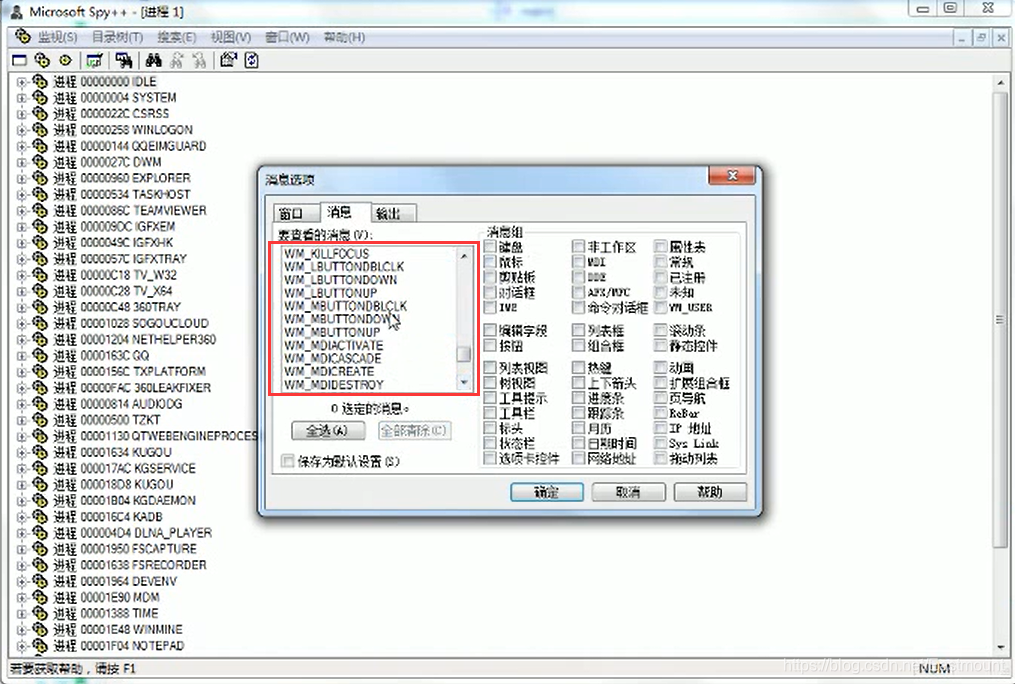 Microsoft Spy++ - [进程 1]
监视(S) 目录树(T) 搜索(E) 视图(V) 窗口(W) 帮助(H)
进程 00000000 IDLE
进程 00000004 SYSTEM
进程 0000022C CSRSS
进程 00000258 WINLOGON
进程 00000144 QQEIMGUARD
进程 0000027C DWM
进程 00000960 EXPLORER
进程 00000534 TASKHOST
进程 0000086C TEAMVIEWER
进程 000009DC IGFXEM
进程 0000049C IGFXHK
进程 0000057C IGFXTRAY
进程 00000C18 TV_W32
进程 00000C28 TV_X64
进程 00000C48 360TRAY
进程 00001028 SOGOUCLOUD
进程 00001204 NETHELPER360
进程 0000163C QQ
进程 0000156C TXPLATFORM
进程 00000FAC 360LEAKFIXER
进程 00000814 AUDIODG
进程 00000500 TZKT
进程 00001130 QTWEBENGINEPROCES
进程 00001634 KUGOU
进程 000017AC KGSERVICE
进程 000018D8 KUGOU
进程 00001B04 KGDAEMON
进程 000016C4 KADB
进程 000004D4 DLNA_PLAYER
进程 00001950 FSCAPTURE
进程 00001638 FSRECORDER
进程 00001964 DEVENV
进程 00001E90 MDM
进程 00001388 TIME
进程 00001E48 WINMINE
进程 00001F04 NOTEPAD
消息选项
窗口 消息 输出
要查看的消息(V):
WM_KILLFOCUS
WM_LBUTTONDBLCLK
WM_LBUTTONDOWN
WM_LBUTTONUP
WM_MBUTTONDBLCLK
WM_MBUTTONDOWN
WM_MBUTTONUP
WM_MDIACTIVATE
WM_MDICASCADE
WM_MDICREATE
WM_MDIDESTROY
0 选定的消息。
全选(A) 全部清除(C)
保存为默认设置(S)
消息组
键盘 非工作区 属性表
鼠标 MDI 常规
剪贴板 DDE 已注册
对话框 AFX/MFC 未知
IME 命令对话框 WM_USER
编辑字段 列表框 滚动条
按钮 组合框 静态控件
列表视图 热键 动画
树视图 上下箭头 扩展组合框
工具提示 进度条 页导航
工具栏 跟踪条 ReBar
标头 月历 IP 地址
状态栏 日期时间 Sys Link
选项卡控件 网络地址 拖动列表
确定 取消 帮助
若要获取帮助，请按 F1
NUM